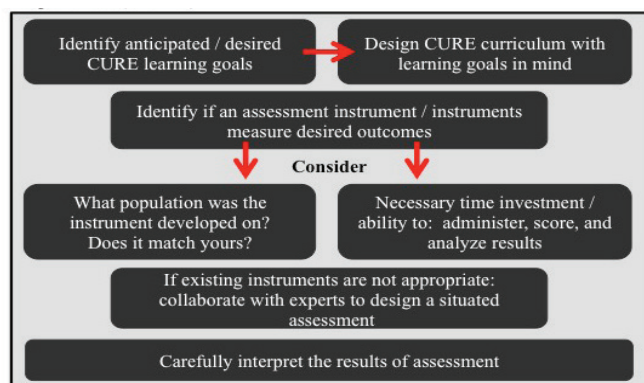 Identify anticipated / desired
CURE learning goals
Design CURE curriculum with
learning goals in mind
Identify if an assessment instrument / instruments
measure desired outcomes
Consider
What population was the
instrument developed on?
Does it match yours?
Necessary time investment /
ability to: administer, score, and
analyze results
If existing instruments are not appropriate:
collaborate with experts to design a situated
assessment
Carefully interpret the results of assessment